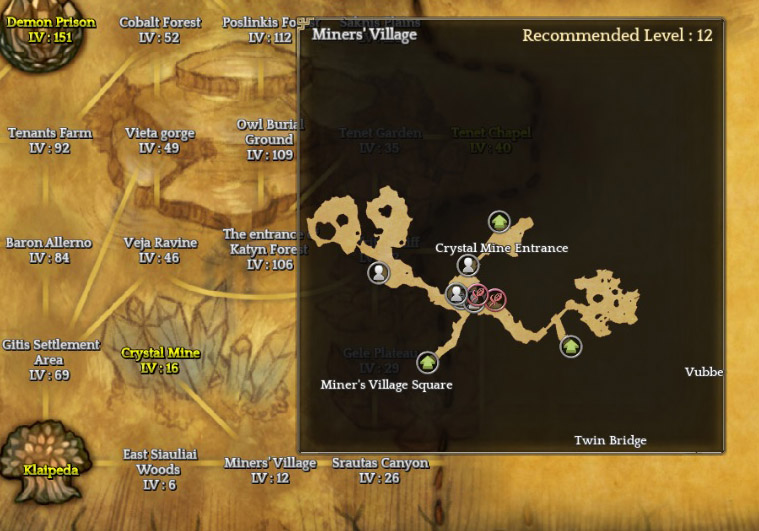 Demon Prison
LV : 151
Cobalt Forest
LV : 52
Poslinkis Forest
LV : 112
Saknis Plains
Miners' Village
Recommended Level : 12
Tenants Farm
LV : 92
Vieta gorge
LV : 49
Owl Burial
Ground
LV : 109
Tenet Garden
LV : 35
Tenet Chapel
LV : 40
Baron Allerno
LV : 84
Veja Ravine
LV : 46
The entrance
Katyn Forest
LV : 106
Crystal Mine Entrance
Gitis Settlement
Area
LV : 69
Crystal Mine
LV : 16
Gele Plateau
LV : 29
Miner's Village Square
Vubbe
Twin Bridge
Klaipeda
East Siauliai
Woods
LV : 6
Miners' Village
LV : 12
Srautas Canyon
LV : 26